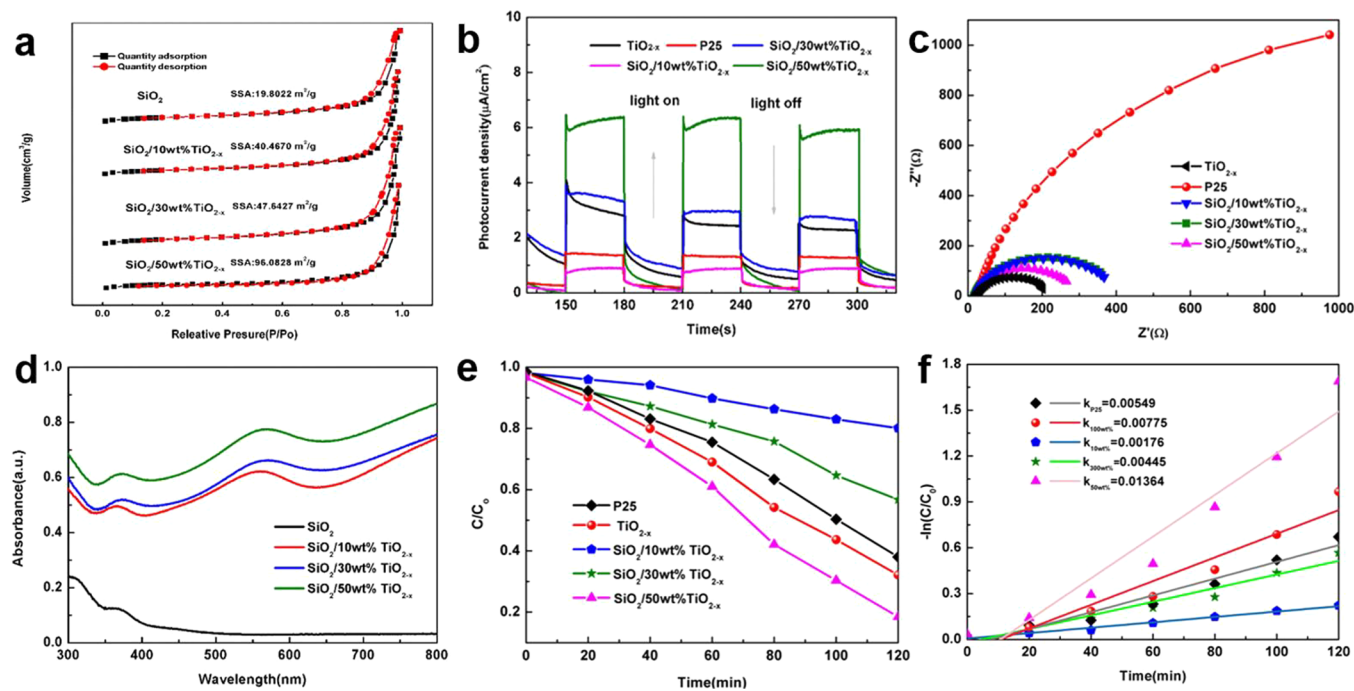 a
Quantity adsorption
Quantity desorption
SiO₂ SSA:19.8022 m²/g
SiO₂/10wt%TiO₂₋ₓ SSA:40.4670 m²/g
SiO₂/30wt%TiO₂₋ₓ SSA:47.6427 m²/g
SiO₂/50wt%TiO₂₋ₓ SSA:96.0828 m²/g
Volume(cm³/g)
0.0 0.2 0.4 0.6 0.8 1.0
Releative Presure(P/Po)
b
TiO₂₋ₓ P25 SiO₂/30wt%TiO₂₋ₓ
SiO₂/10wt%TiO₂₋ₓ SiO₂/50wt%TiO₂₋ₓ
light on light off
Photocurrent density(μA/cm²)
10
8
6
4
2
0
150 180 210 240 270 300
Time(s)
c
-Z''(Ω)
1000
800
600
400
200
0
TiO₂₋ₓ
P25
SiO₂/10wt%TiO₂₋ₓ
SiO₂/30wt%TiO₂₋ₓ
SiO₂/50wt%TiO₂₋ₓ
0 200 400 600 800 1000
Z'(Ω)
d
Absorbance(a.u.)
1.0
0.8
0.6
0.4
0.2
0.0
SiO₂
SiO₂/10wt% TiO₂₋ₓ
SiO₂/30wt% TiO₂₋ₓ
SiO₂/50wt% TiO₂₋ₓ
300 400 500 600 700 800
Wavelength(nm)
e
C/C₀
1.0
0.8
0.6
0.4
0.2
P25
TiO₂₋ₓ
SiO₂/10wt% TiO₂₋ₓ
SiO₂/30wt% TiO₂₋ₓ
SiO₂/50wt%TiO₂₋ₓ
0 20 40 60 80 100 120
Time(min)
f
-ln(C/C₀)
1.8
1.5
1.2
0.9
0.6
0.3
0.0
k P25=0.00549
k 100wt%=0.00775
k 10wt%=0.00176
k 300wt%=0.00445
k 50wt%=0.01364
0 20 40 60 80 100 120
Time(min)